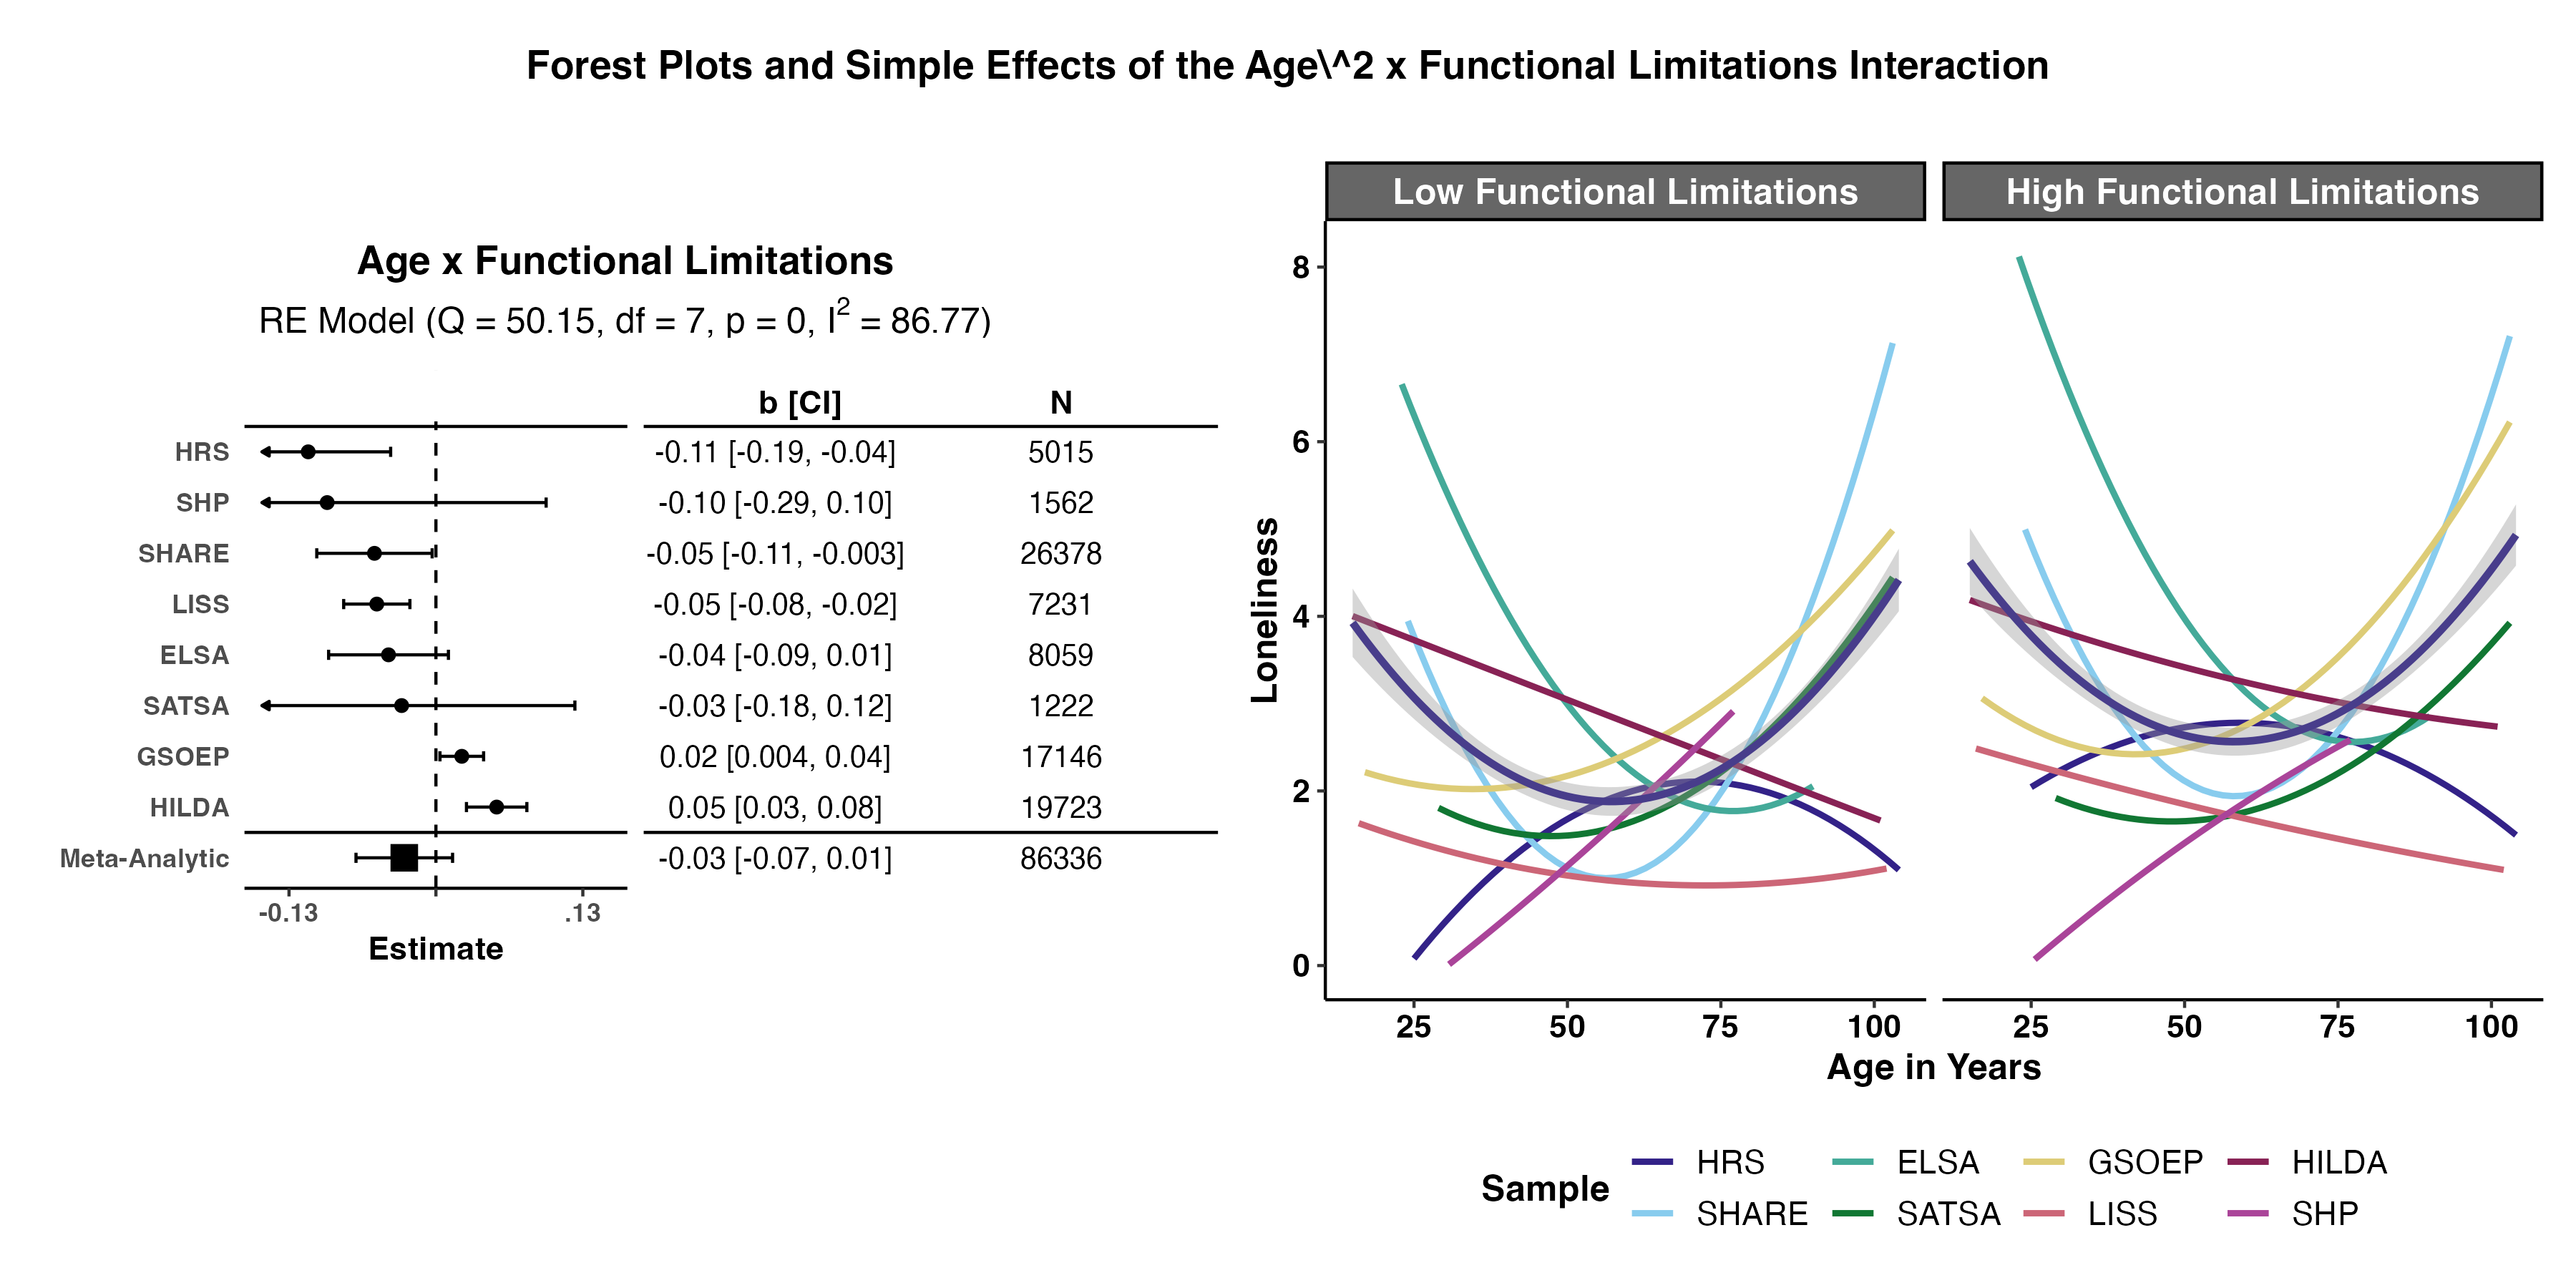 Forest Plots and Simple Effects of the Age\^2 x Functional Limitations Interaction
Age x Functional Limitations
RE Model (Q = 50.15, df = 7, p = 0, I2 = 86.77)
b [CI] N
HRS -0.11 [-0.19, -0.04] 5015
SHP -0.10 [-0.29, 0.10] 1562
SHARE -0.05 [-0.11, -0.003] 26378
LISS -0.05 [-0.08, -0.02] 7231
ELSA -0.04 [-0.09, 0.01] 8059
SATSA -0.03 [-0.18, 0.12] 1222
GSOEP 0.02 [0.004, 0.04] 17146
HILDA 0.05 [0.03, 0.08] 19723
Meta-Analytic -0.03 [-0.07, 0.01] 86336
-0.13 .13
Estimate
Low Functional Limitations High Functional Limitations
Loneliness
8
6
4
2
0
25 50 75 100 25 50 75 100
Age in Years
Sample
HRS ELSA GSOEP HILDA
SHARE SATSA LISS SHP